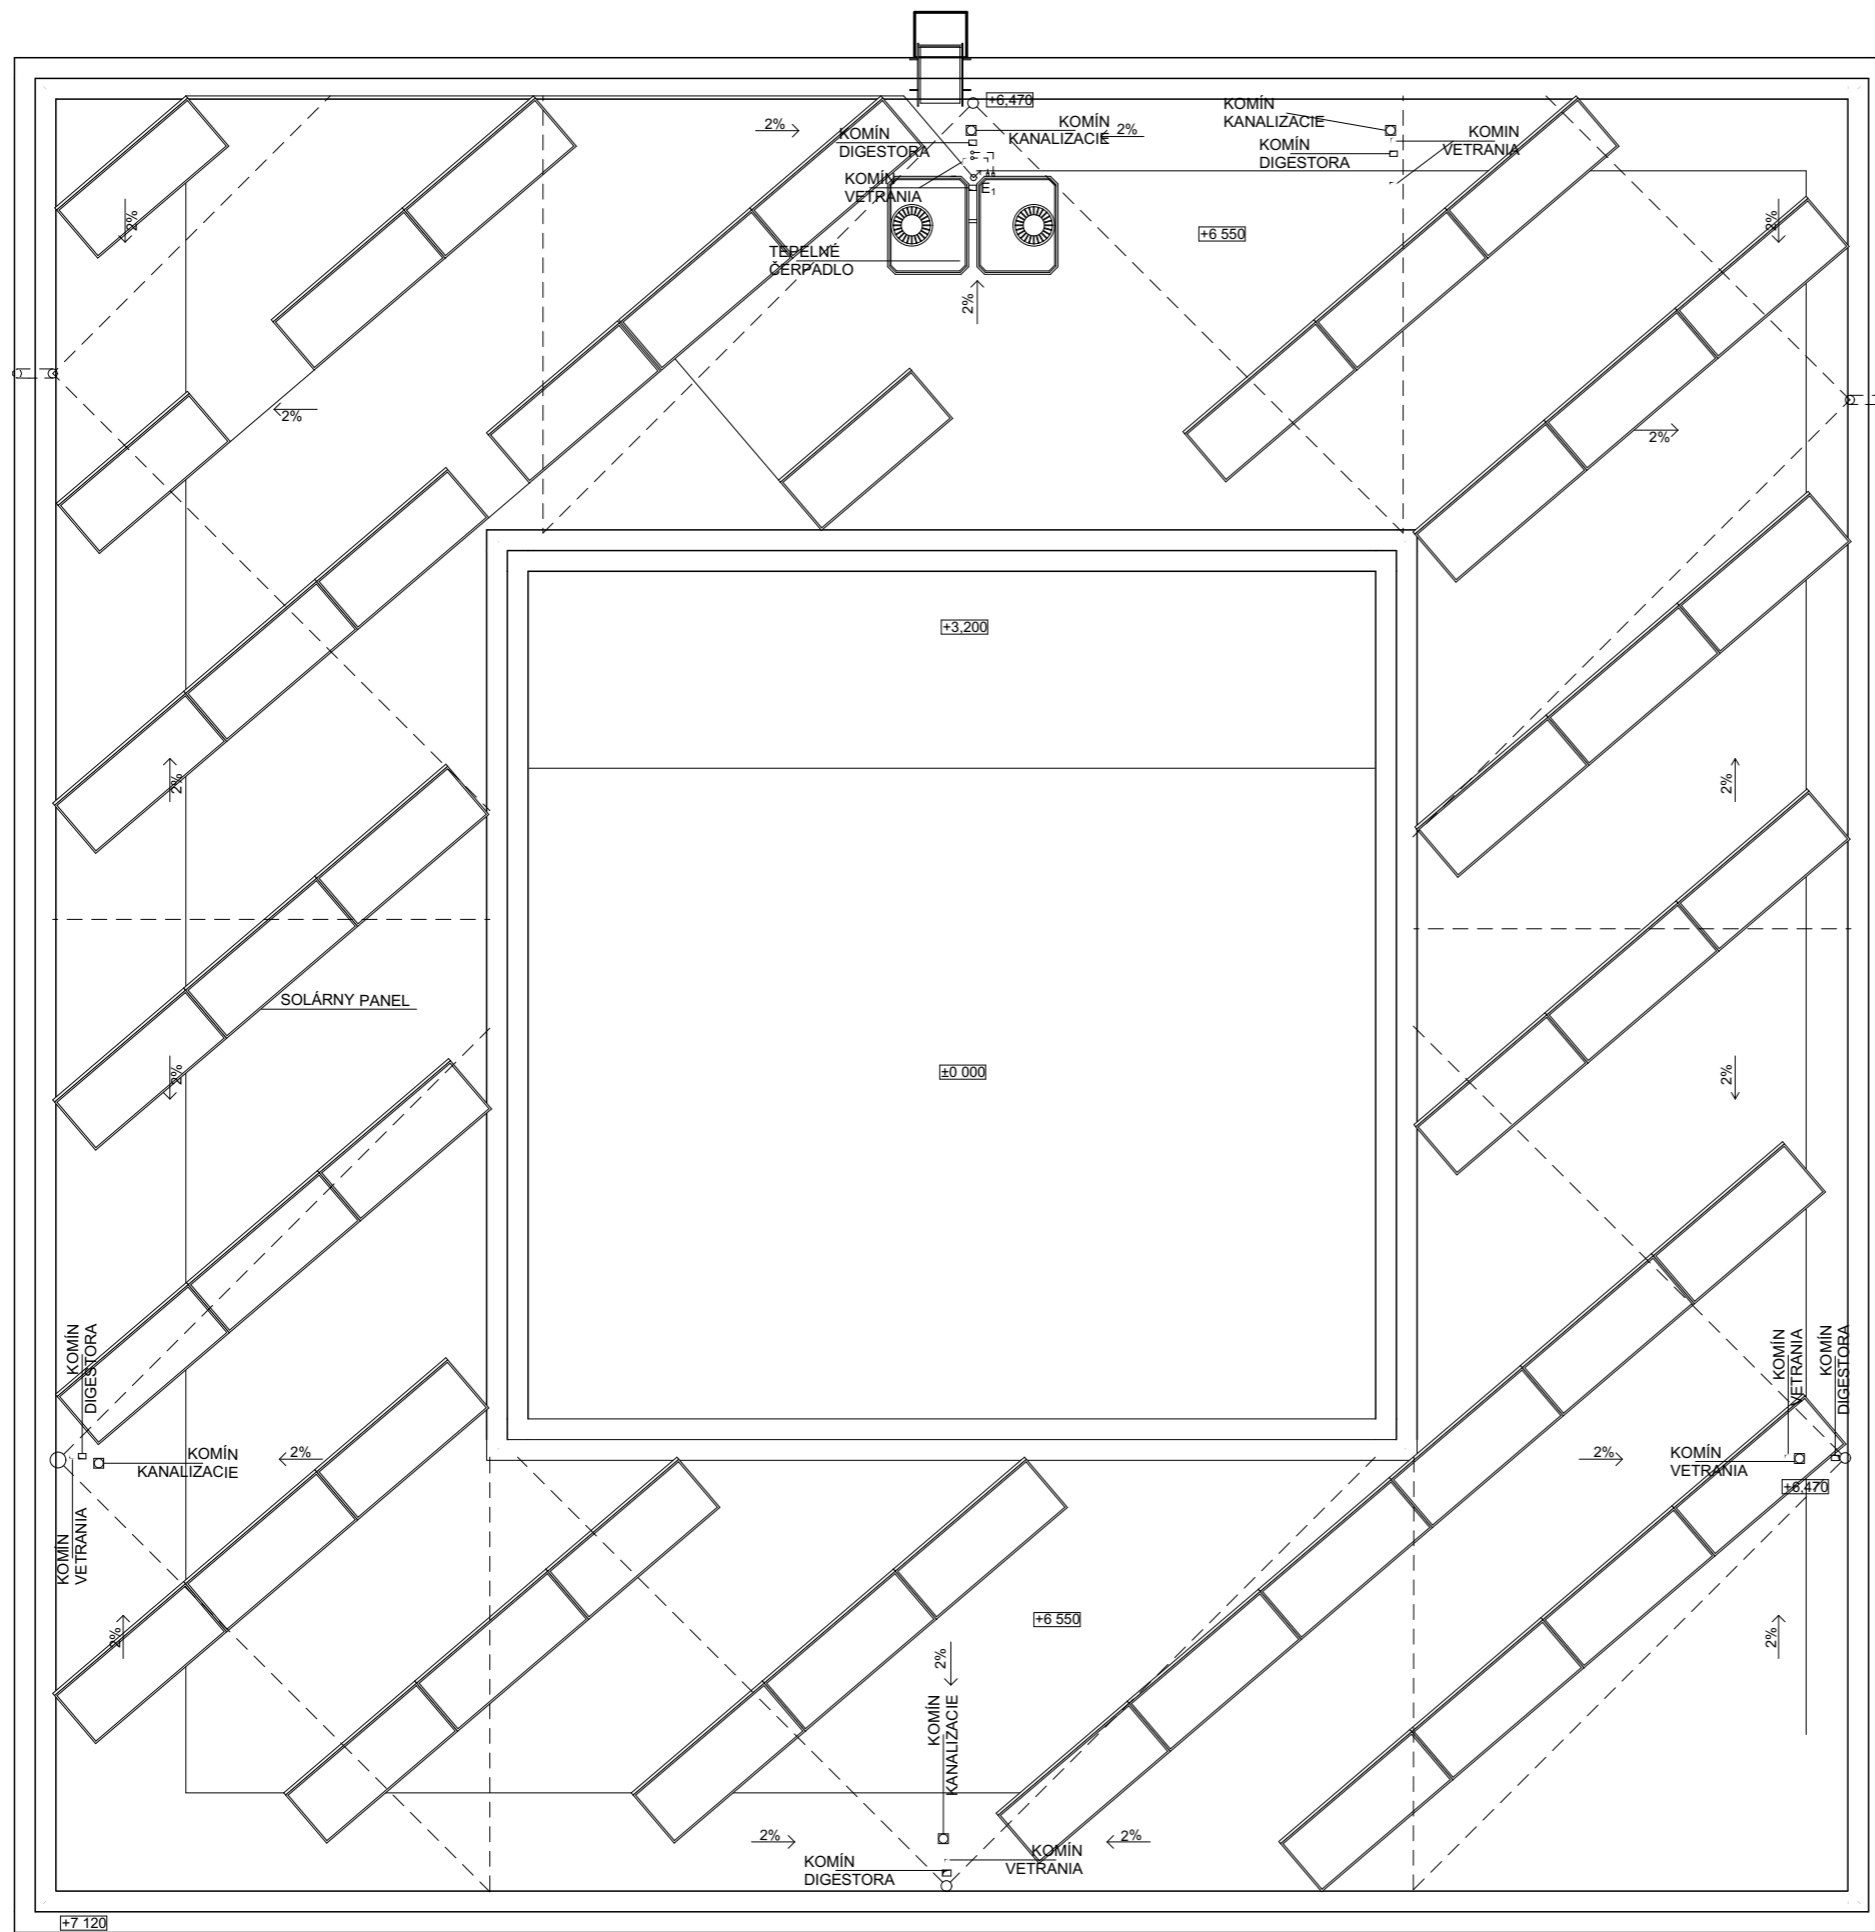 +6,470
KOMÍN
KANALIZACIE
2%
KOMÍN
DIGESTORA
KOMÍN
KANALIZACIE
2%
KOMIN
VETRANIA
KOMÍN
DIGESTORA
KOMÍN
VETRANIA
E1
2%
+6 550
2%
TEPELNÉ
ČERPADLO
2%
2%
2%
+3,200
2%
2%
SOLÁRNY PANEL
±0 000
2%
2%
KOMÍN
DIGESTORA
KOMÍN
VETRANIA
KOMÍN
DIGESTORA
KOMÍN
KANALIZACIE
2%
2%
KOMÍN
VETRANIA
+6,470
KOMÍN
VETRANIA
+6 550
2%
2%
2%
KOMÍN
KANALIZACIE
2%
2%
KOMÍN
VETRANIA
KOMÍN
DIGESTORA
+7 120